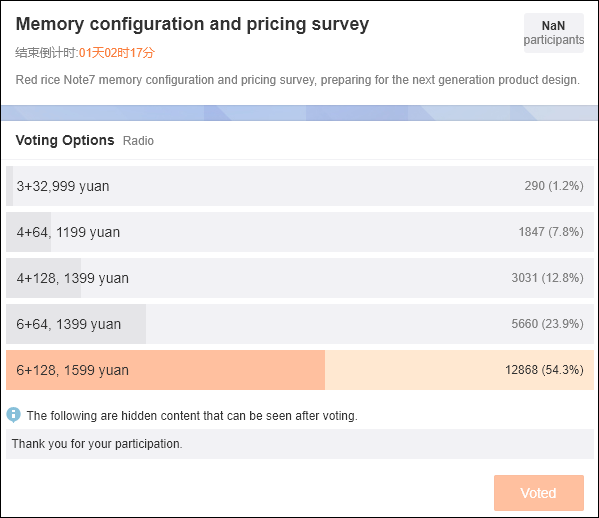 Memory configuration and pricing survey
NaN
participants
结束倒计时:01天02时17分
Red rice Note7 memory configuration and pricing survey, preparing for the next generation product design.
Voting Options Radio
3+32,999 yuan 290 (1.2%)
4+64, 1199 yuan 1847 (7.8%)
4+128, 1399 yuan 3031 (12.8%)
6+64, 1399 yuan 5660 (23.9%)
6+128, 1599 yuan 12868 (54.3%)
The following are hidden content that can be seen after voting.
Thank you for your participation.
Voted